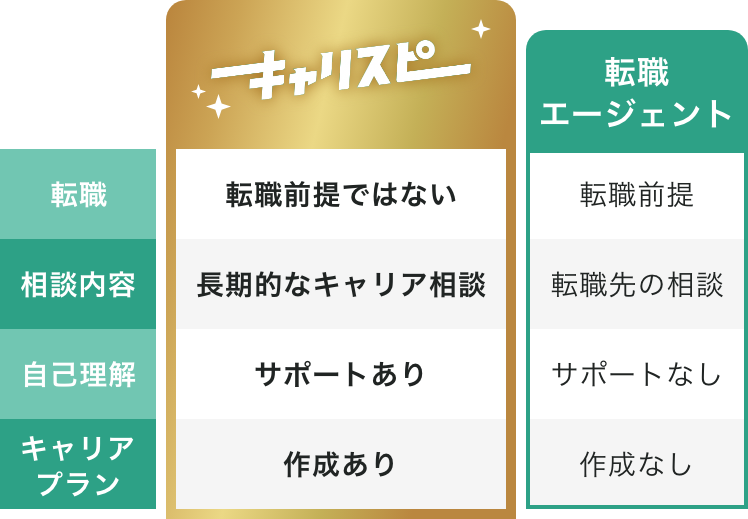 キャリスピ
転職
エージェント
転職
転職前提ではない
転職前提
相談内容
長期的なキャリア相談
転職先の相談
自己理解
サポートあり
サポートなし
キャリア
プラン
作成あり
作成なし